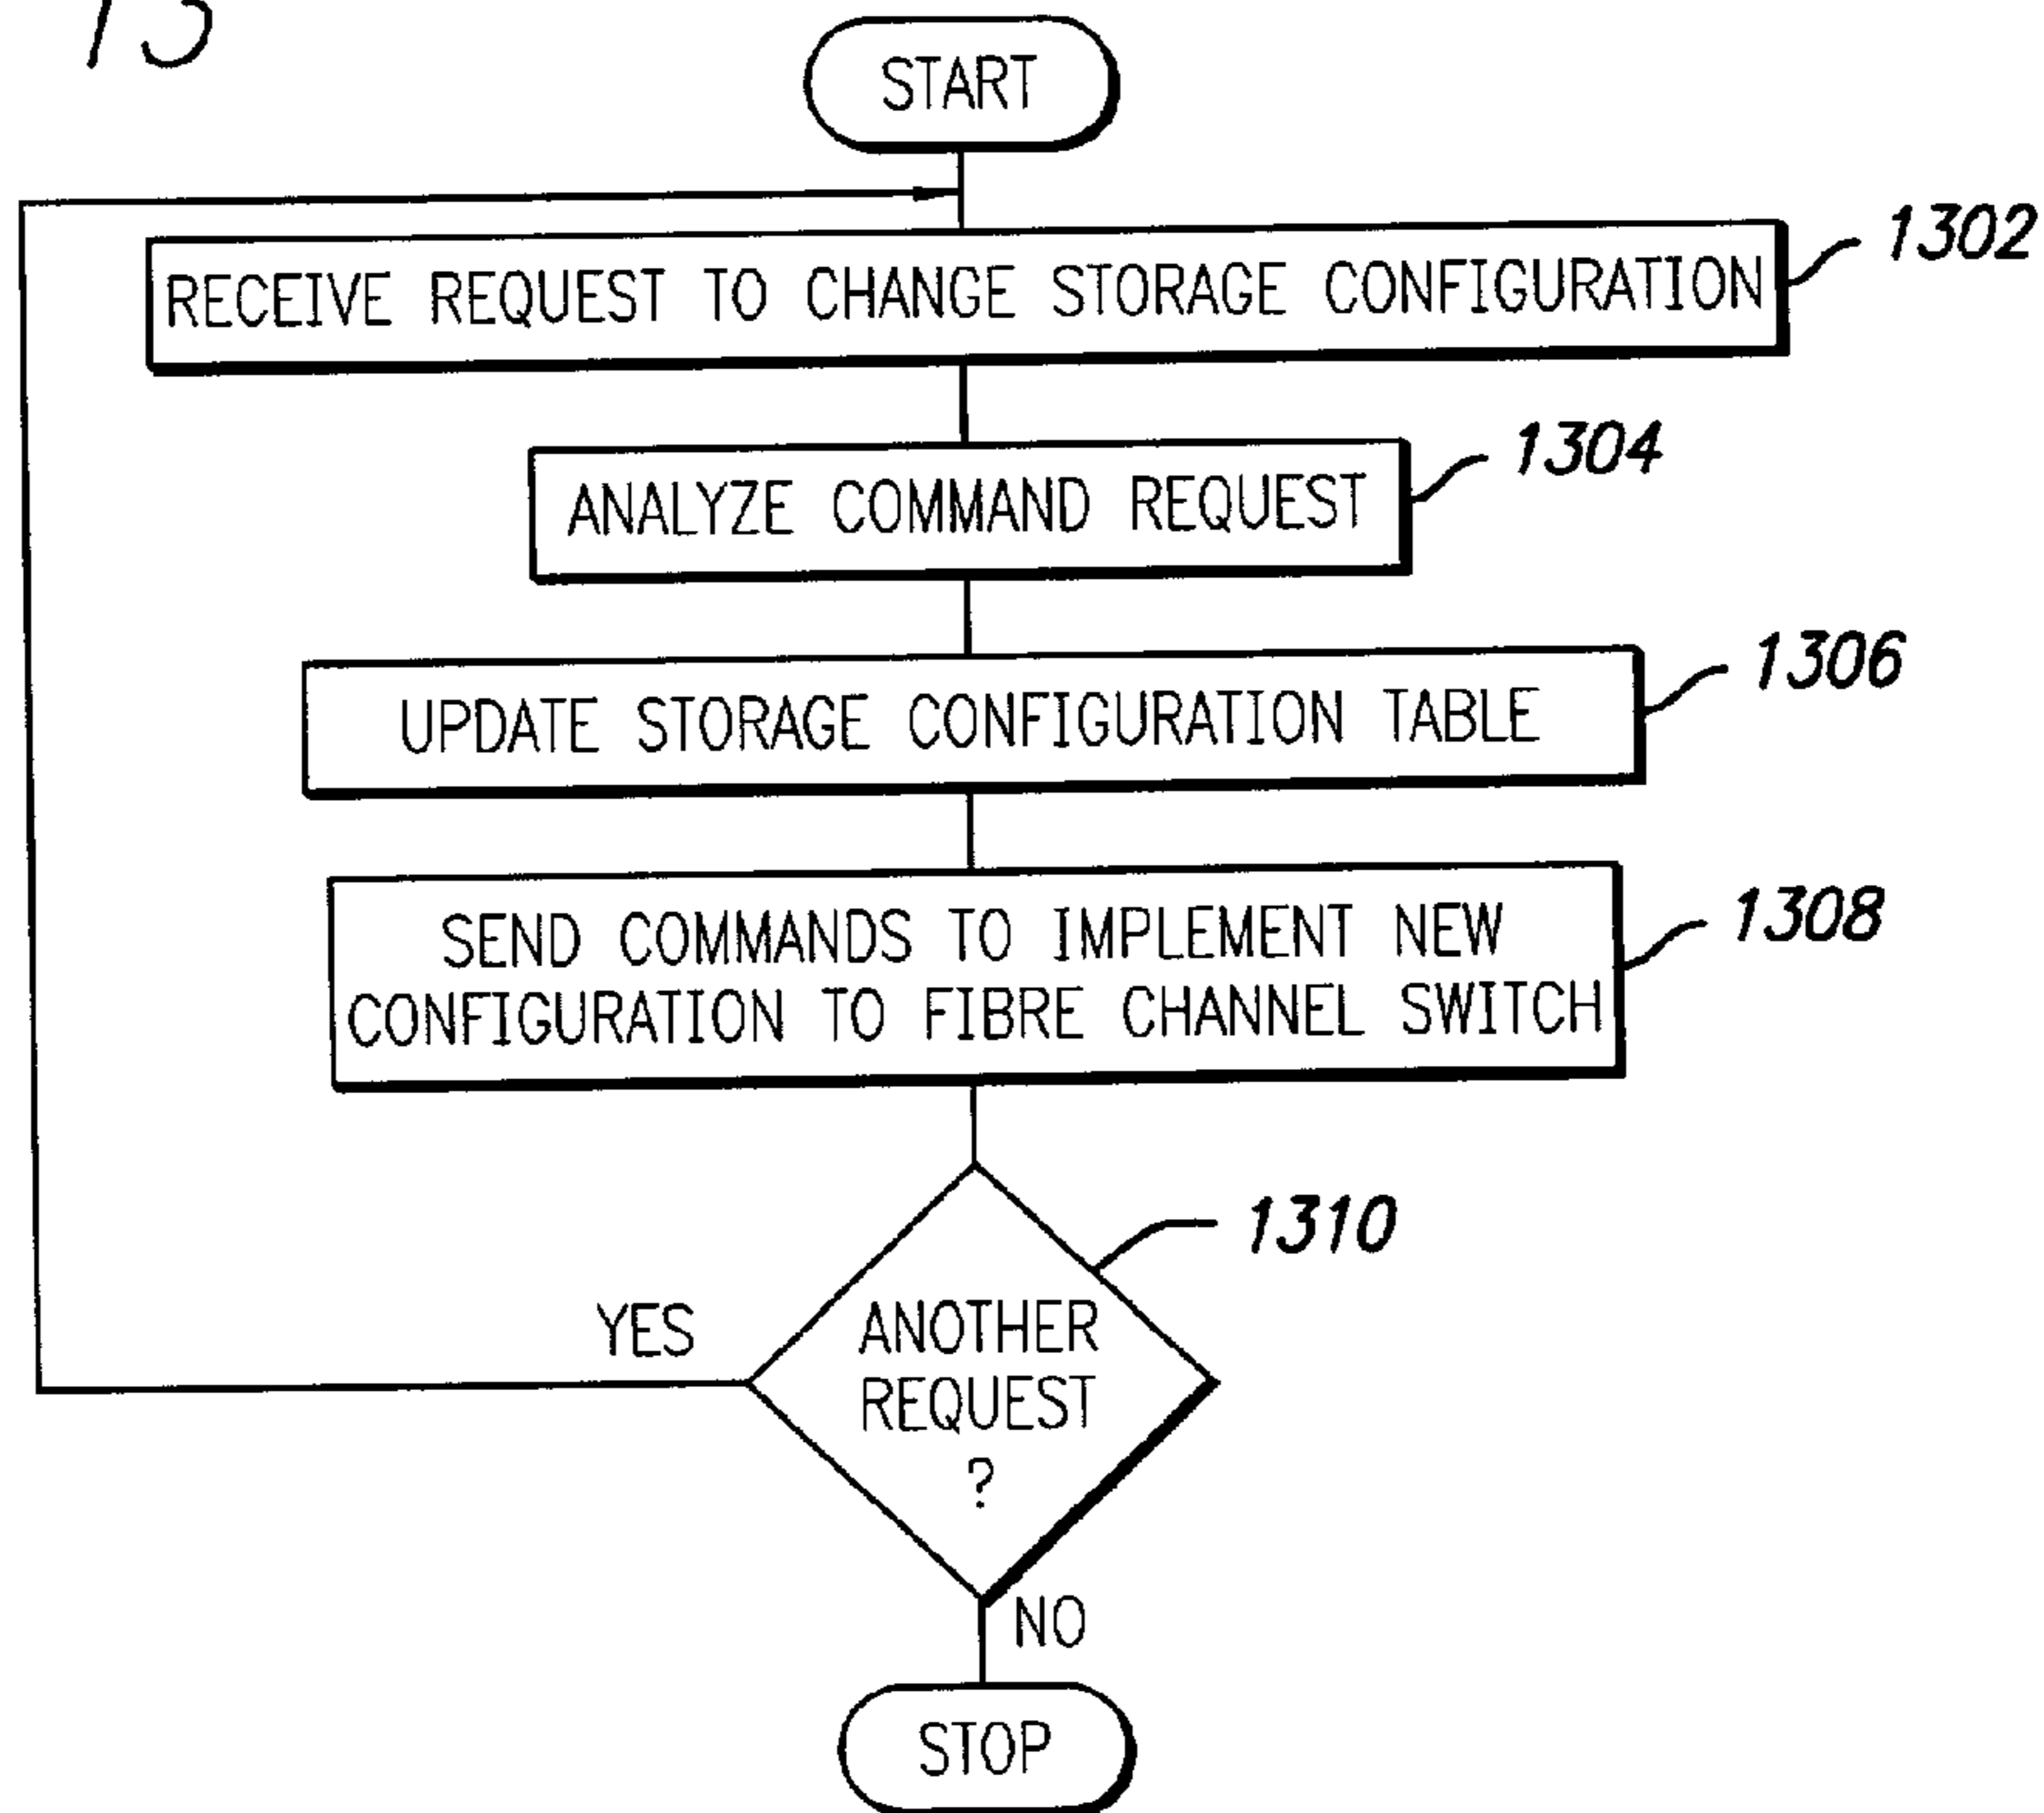 13
START
RECEIVE REQUEST TO CHANGE STORAGE CONFIGURATION
1302
ANALYZE COMMAND REQUEST
1304
UPDATE STORAGE CONFIGURATION TABLE
1306
SEND COMMANDS TO IMPLEMENT NEW
CONFIGURATION TO FIBRE CHANNEL SWITCH
1308
1310
YES
ANOTHER
REQUEST
?
NO
STOP